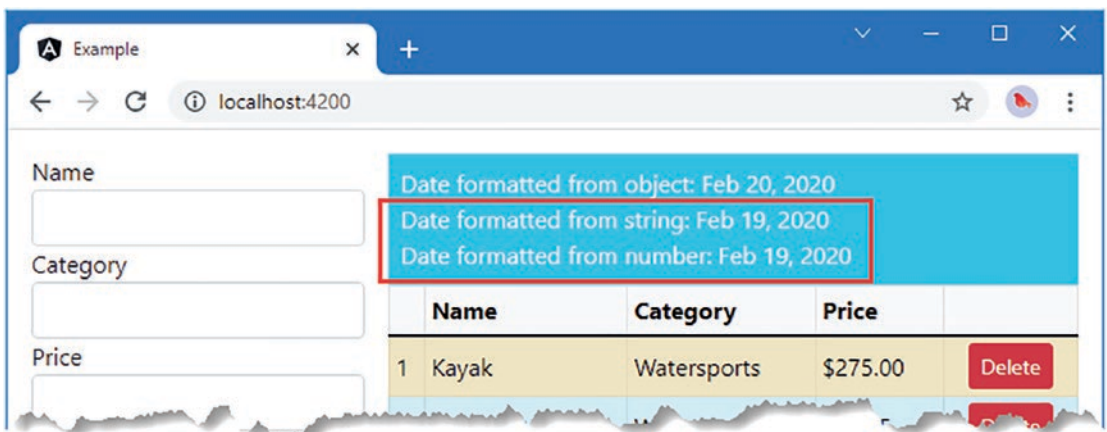 Example
localhost:4200
Name
Category
Price
Date formatted from object: Feb 20, 2020
Date formatted from string: Feb 19, 2020
Date formatted from number: Feb 19, 2020
Name Category Price
1 Kayak Watersports $275.00 Delete